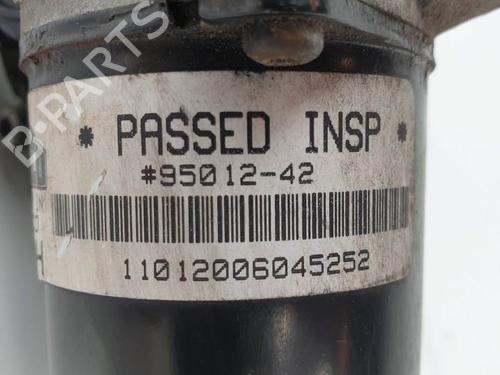 B-PARTS
* PASSED INSP *
#95012-42
11012006045252